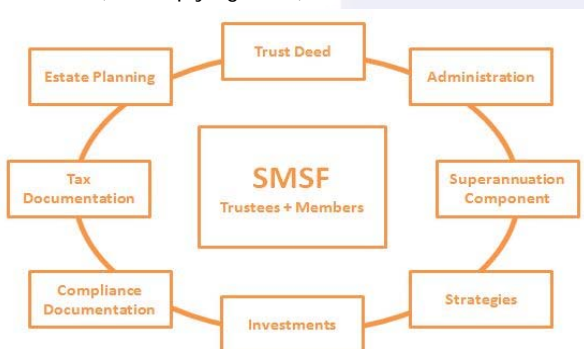 Trust Deed
Estate Planning
Administration
SMSF
Trustees + Members
Tax
Documentation
Superannuation
Component
Compliance
Documentation
Strategies
Investments